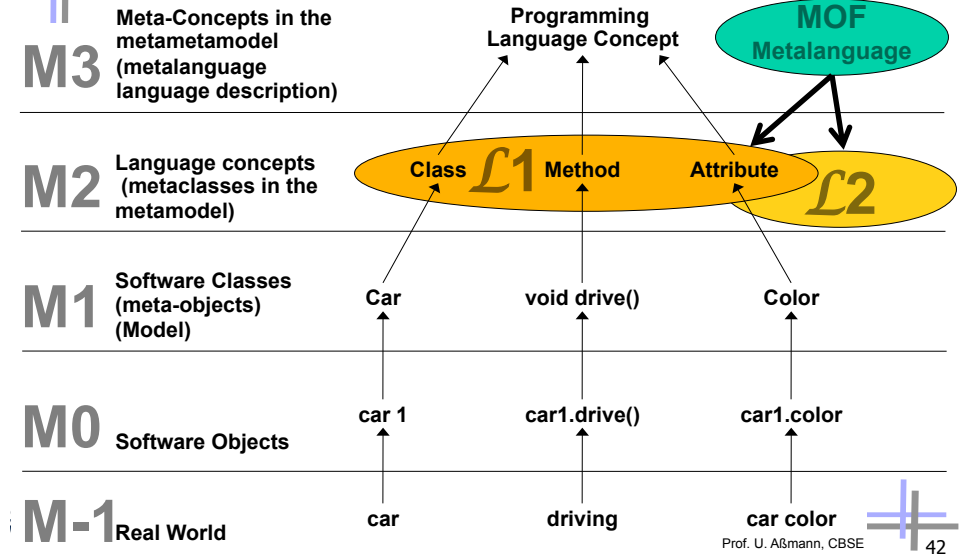 M3
Meta-Concepts in the
metametamodel
(metalanguage
language description)
Programming
Language Concept
MOF
Metalanguage
M2
Language concepts
(metaclasses in the
metamodel)
Class
ℒ1
Method
Attribute
ℒ2
M1
Software Classes
(meta-objects)
(Model)
Car
void drive()
Color
M0
Software Objects
car 1
car1.drive()
car1.color
M-1
Real World
car
driving
car color
Prof. U. Aßmann, CBSE
42